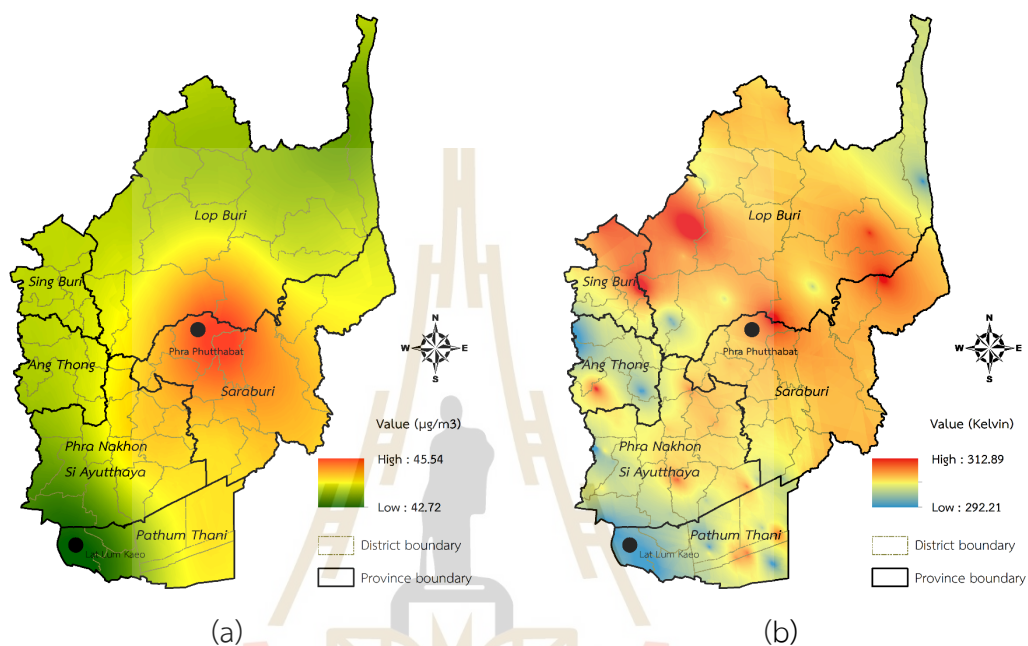 Lop Buri
Sing Buri
Phra Phutthabat
Ang Thong
Saraburi
Phra Nakhon
Si Ayutthaya
Pathum Thani
Lat Lum Kaeo
N
W E
S
Value (µg/m3)
High : 45.54
Low : 42.72
District boundary
Province boundary
(a)
Lop Buri
Sing Buri
Phra Phutthabat
Ang Thong
Saraburi
Phra Nakhon
Si Ayutthaya
Pathum Thani
Lat Lum Kaeo
N
W E
S
Value (Kelvin)
High : 312.89
Low : 292.21
District boundary
Province boundary
(b)